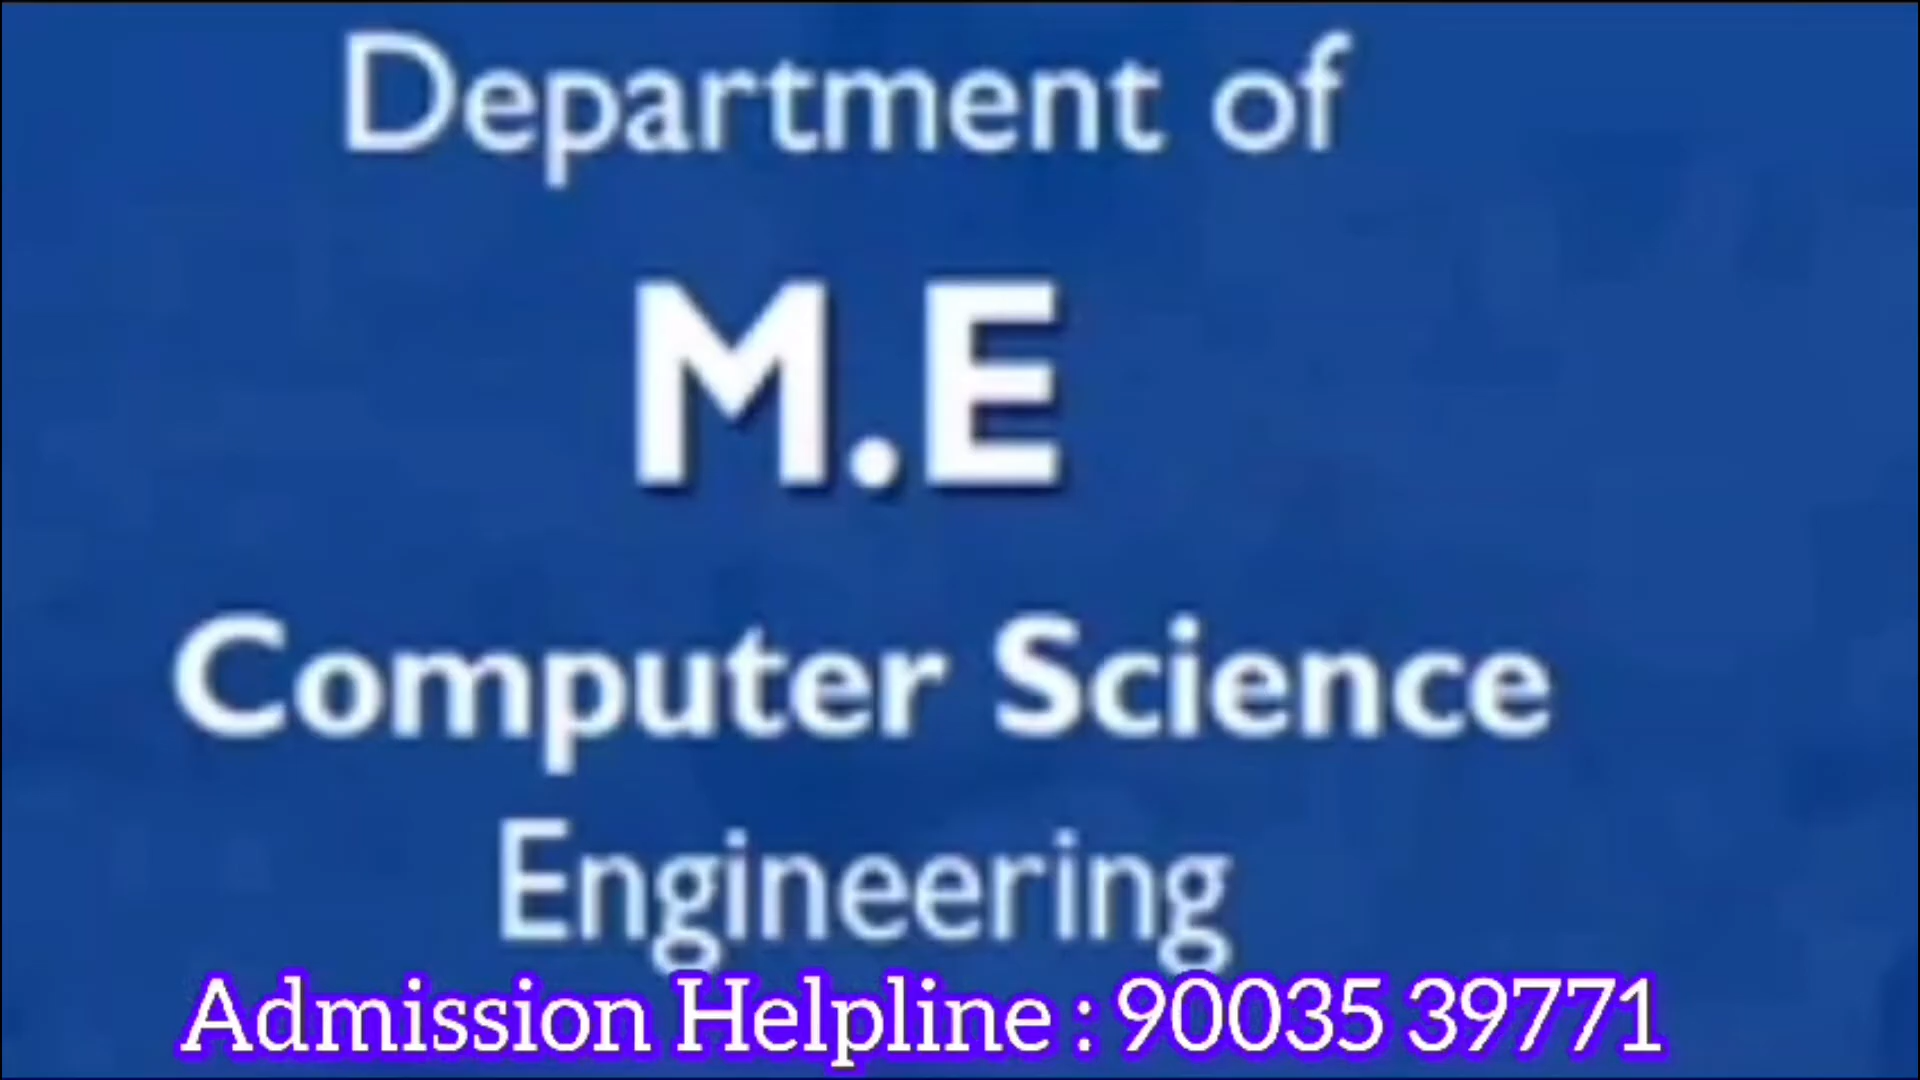 Department of
M.E
Computer Science
Engineering
Admission Helpline : 90035 39771